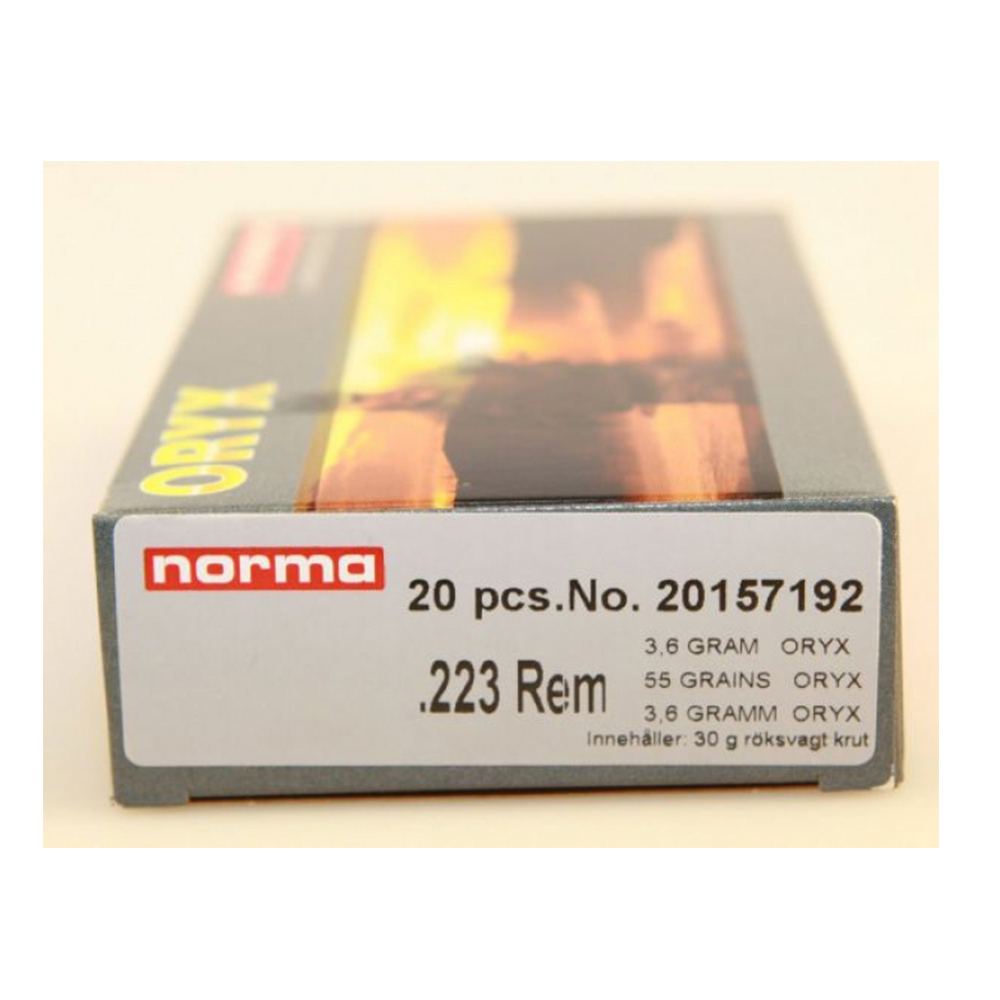 norma
ORYX
norma
20 pcs.No. 20157192
.223 Rem
3,6 GRAM ORYX
55 GRAINS ORYX
3,6 GRAMM ORYX
Innehåller: 30 g röksvagt krut